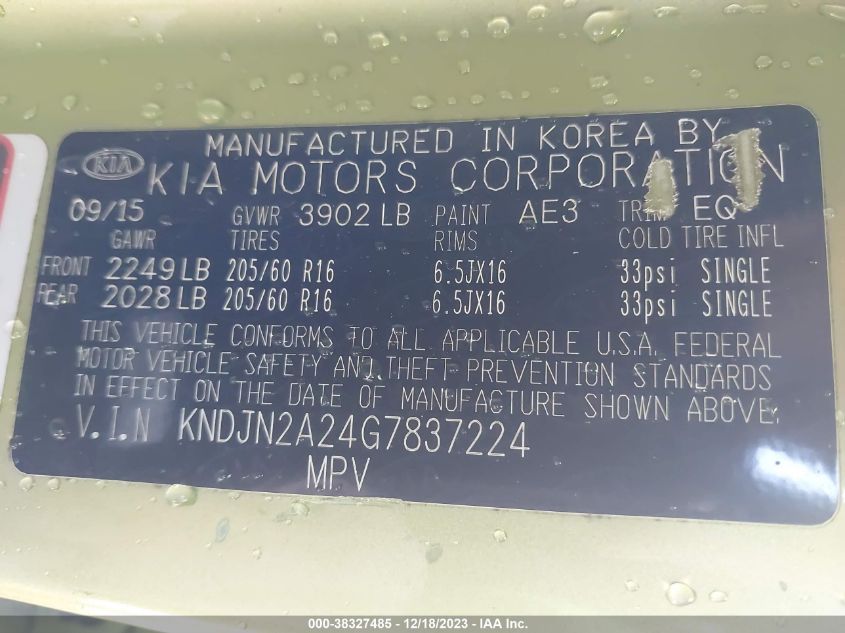 MANUFACTURED IN KOREA BY
KIA KIA MOTORS CORPORATION
09/15 GVWR 3902 LB PAINT AE3 TRIM EQ
GAWR TIRES RIMS COLD TIRE INFL
FRONT 2249 LB 205/60 R16 6.5JX16 33psi SINGLE
REAR 2028 LB 205/60 R16 6.5JX16 33psi SINGLE
THIS VEHICLE CONFORMS TO ALL APPLICABLE U.S.A. FEDERAL
MOTOR VEHICLE SAFETY AND THEFT PREVENTION STANDARDS
IN EFFECT ON THE DATE OF MANUFACTURE SHOWN ABOVE.
V.I.N KNDJN2A24G7837224
MPV
000-38327485 - 12/18/2023 - IAA Inc.